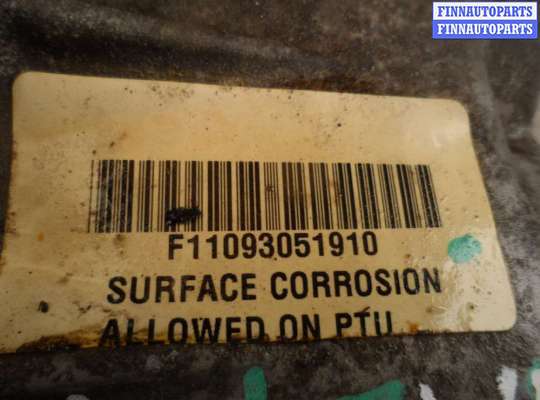 FINNAUTOPARTS
FINNAUTOPARTS
F11093051910
SURFACE CORROSION
ALLOWED ON PTU